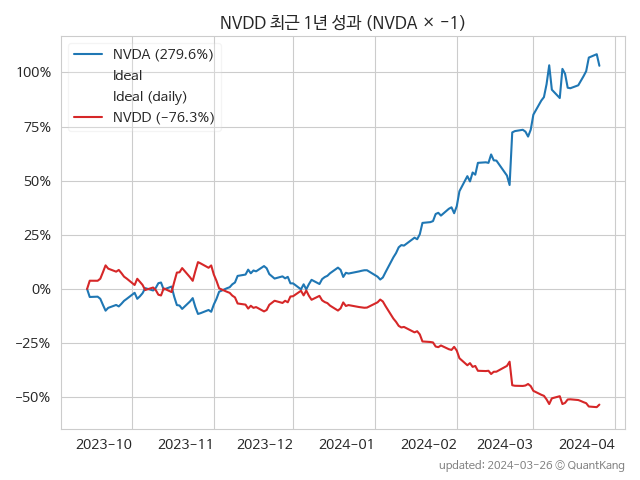 NVDD 최근 1년 성과 (NVDA × −1)
NVDA (279.6%)
Ideal
Ideal (daily)
NVDD (−76.3%)
100%
75%
50%
25%
0%
−25%
−50%
2023-10
2023-11
2023-12
2024-01
2024-02
2024-03
2024-04
updated: 2024-03-26 © QuantKang